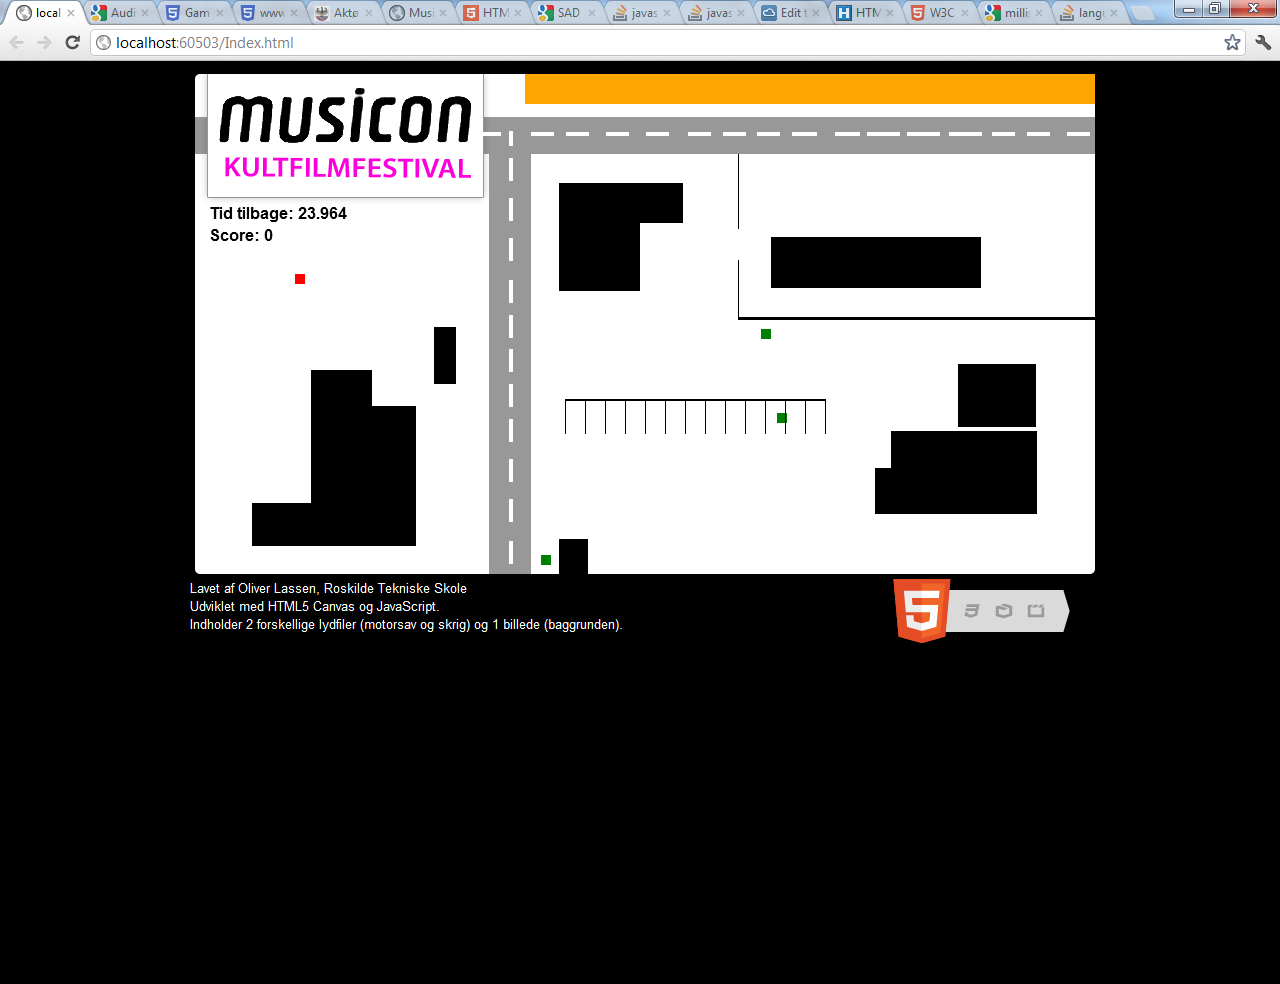 local
Audi
Gam
www
Aktø
Musi
HTM
SAD
javas
javas
Edit t
HTM
W3C
milli
lang
localhost:60503/Index.html
musicon
KULTFILMFESTIVAL
Tid tilbage: 23.964
Score: 0
Lavet af Oliver Lassen, Roskilde Tekniske Skole
Udviklet med HTML5 Canvas og JavaScript.
Indholder 2 forskellige lydfiler (motorsav og skrig) og 1 billede (baggrunden).
5